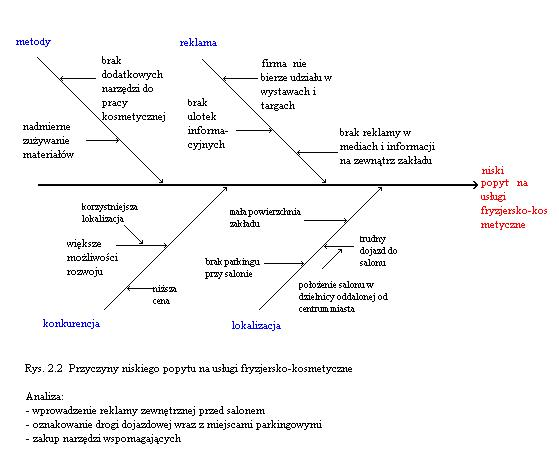 metody
brak
dodatkowych
narzędzi do
pracy
kosmetycznej
nadmierne
zużywanie
materiałów
reklama
firma nie
bierze udziału w
wystawach i
targach
brak
ulotek
informa-
cyjnych
brak reklamy w
mediach i informacji
na zewnątrz zakładu
niski
popyt na
usługi
fryzjersko-kos
metyczne
korzystniejsza
lokalizacja
większe
możliwości
rozwoju
niższa
cena
konkurencja
mała powierzchnia
zakładu
trudny
dojazd do
salonu
brak parkingu
przy salonie
położenie salonu w
dzielnicy oddalonej od
centrum miasta
lokalizacja
Rys. 2.2 Przyczyny niskiego popytu na usługi fryzjersko-kosmetyczne
Analiza:
- wprowadzenie reklamy zewnętrznej przed salonem
- oznakowanie drogi dojazdowej wraz z miejscami parkingowymi
- zakup narzędzi wspomagających